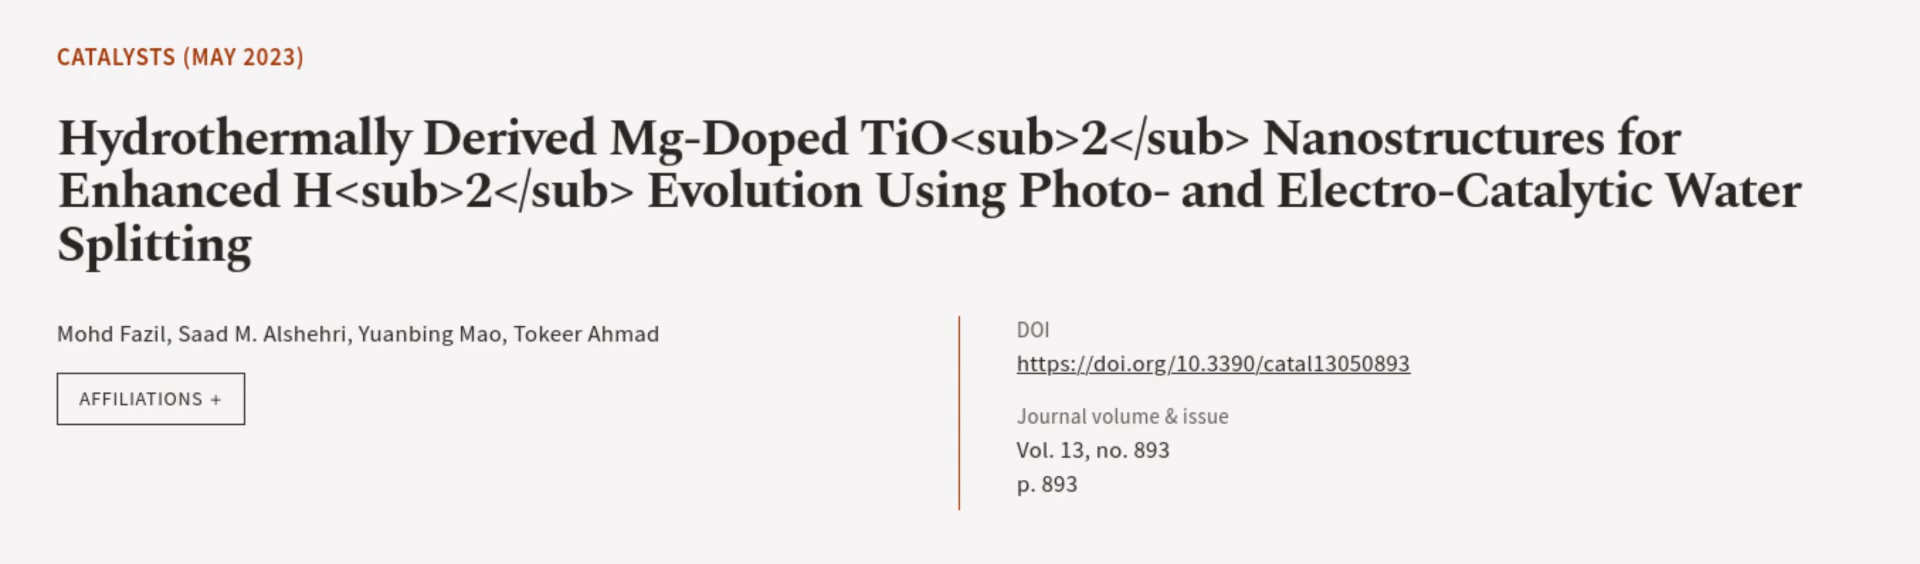 CATALYSTS (MAY 2023)
Hydrothermally Derived Mg-Doped TiO<sub>2</sub> Nanostructures for
Enhanced H<sub>2</sub> Evolution Using Photo- and Electro-Catalytic Water
Splitting
Mohd Fazil, Saad M. Alshehri, Yuanbing Mao, Tokeer Ahmad
AFFILIATIONS +
DOI
https://doi.org/10.3390/catal13050893
Journal volume & issue
Vol. 13, no. 893
p. 893